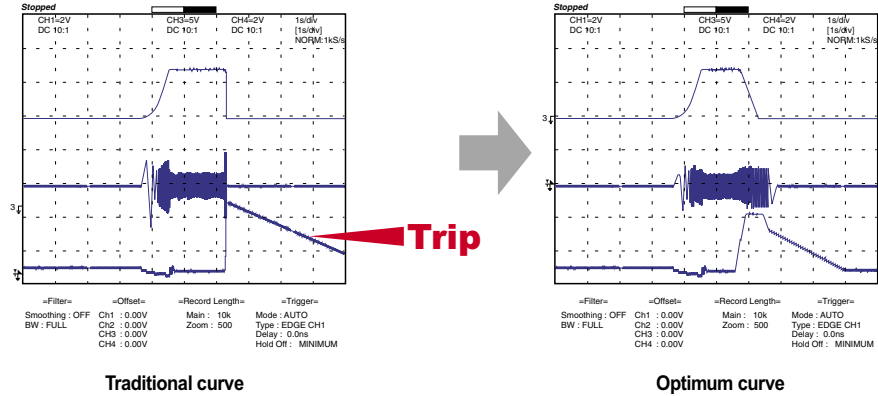 Stopped
CH1=2V CH3=5V CH4=2V 1s/div
DC 10:1 DC 10:1 DC 10:1 [1s/div]
NORM:1kS/s
3
Trip
=Filter= =Offset= =Record Length= =Trigger=
Smoothing : OFF Ch1 : 0.00V Main : 10k Mode : AUTO
BW : FULL Ch2 : 0.00V Zoom : 500 Type : EDGE CH1
CH3 : 0.00V Delay : 0.0ns
CH4 : 0.00V Hold Off : MINIMUM
Traditional curve
Stopped
CH1=2V CH3=5V CH4=2V 1s/div
DC 10:1 DC 10:1 DC 10:1 [1s/div]
NORM:1kS/s
3
=Filter= =Offset= =Record Length= =Trigger=
Smoothing : OFF Ch1 : 0.00V Main : 10k Mode : AUTO
BW : FULL Ch2 : 0.00V Zoom : 500 Type : EDGE CH1
CH3 : 0.00V Delay : 0.0ns
CH4 : 0.00V Hold Off : MINIMUM
Optimum curve